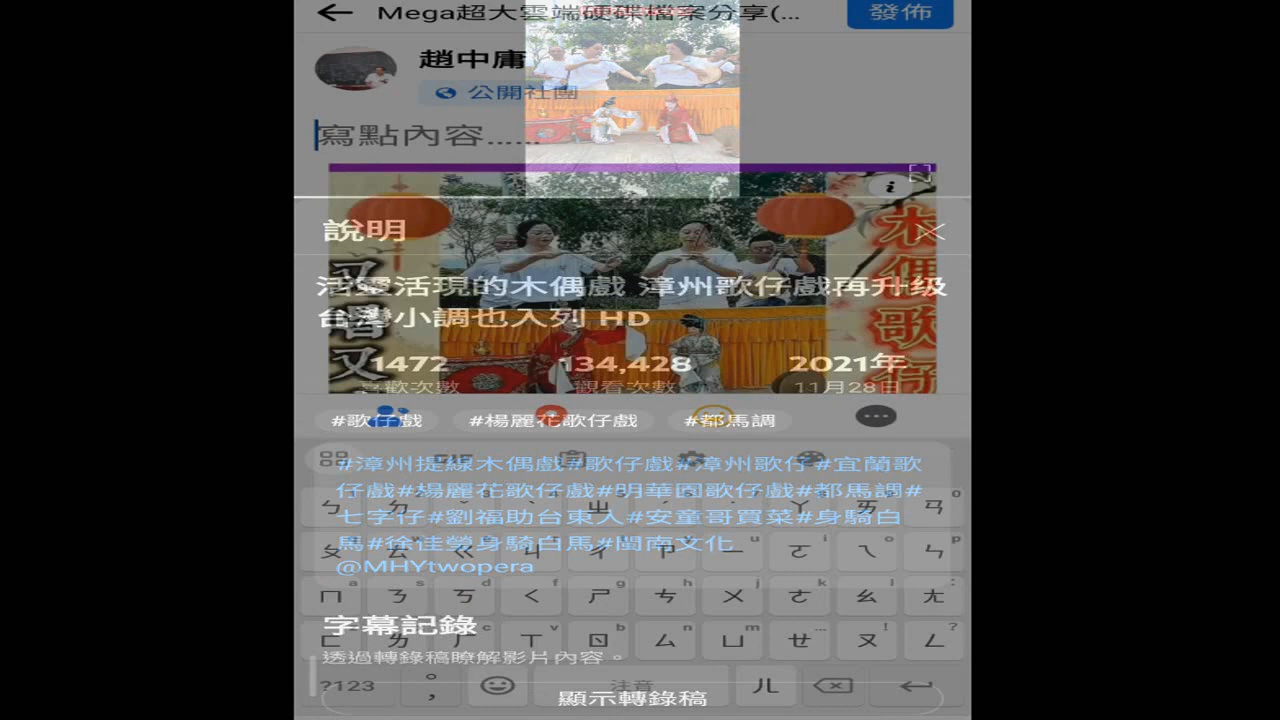 Mega超大雲端硬碟檔案分享(...
發佈
趙中庸
公開社團
寫點內容......
說明
木偶歌仔
活靈活現的木偶戲 漳州歌仔戲再升级
台灣小調也入列 HD
1472 134,428 2021年
喜歡次數 觀看次數 11月28日
#歌仔戲 #楊麗花歌仔戲 #都馬調
#漳州提線木偶戲#歌仔戲#漳州歌仔#宜蘭歌
仔戲#楊麗花歌仔戲#明華園歌仔戲#都馬調#
七字仔#劉福助台東人#安童哥買菜#身騎白
馬#徐佳瑩身騎白馬#閩南文化
@MHYtwopera
ㄇ ㄋ ㄎ ㄑ ㄕ ㄘ ㄨ ㄜ ㄠ ㄤ
字幕記錄
ㄈ ㄌ ㄏ ㄒ ㄖ ㄙ ㄩ ㄝ ㄡ ㄥ
透過轉錄稿瞭解影片內容。
?123 注音 ㄦ
顯示轉錄稿